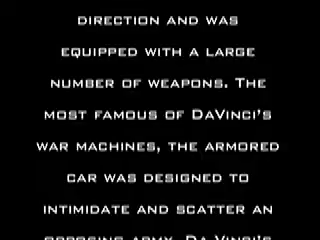 DIRECTION AND WAS
EQUIPPED WITH A LARGE
NUMBER OF WEAPONS. THE
MOST FAMOUS OF DAVINCI'S
WAR MACHINES, THE ARMORED
CAR WAS DESIGNED TO
INTIMIDATE AND SCATTER AN
OPPOSING ARMY. DA VINCI'S